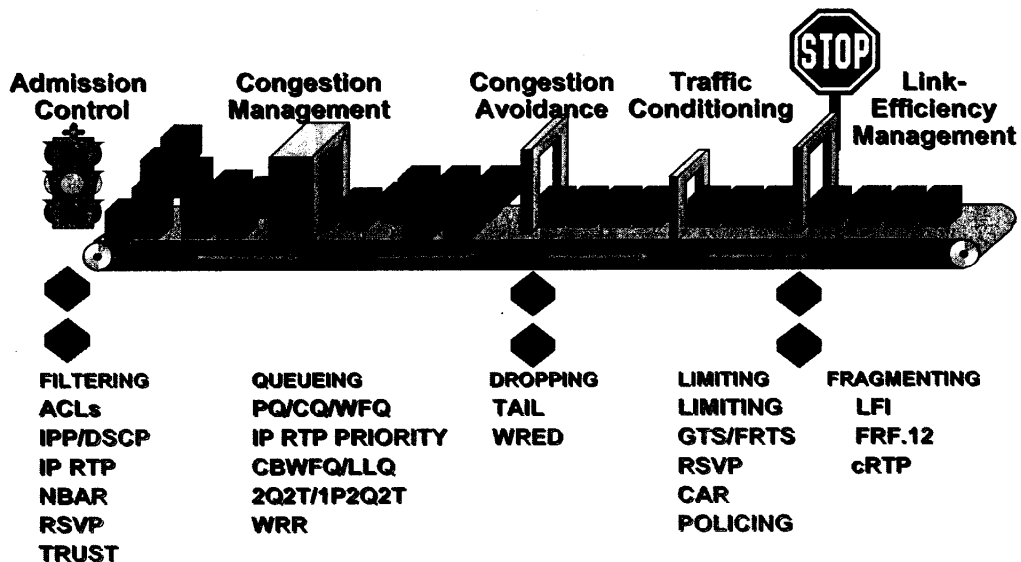 STOP
Admission
Control
Congestion
Management
Congestion
Avoidance
Traffic
Conditioning
Link-
Efficiency
Management
FILTERING
ACLs
IPP/DSCP
IP RTP
NBAR
RSVP
TRUST
QUEUEING
PQ/CQ/WFQ
IP RTP PRIORITY
CBWFQ/LLQ
2Q2T/1P2Q2T
WRR
DROPPING
TAIL
WRED
LIMITING
LIMITING
GTS/FRTS
RSVP
CAR
POLICING
FRAGMENTING
LFI
FRF.12
cRTP